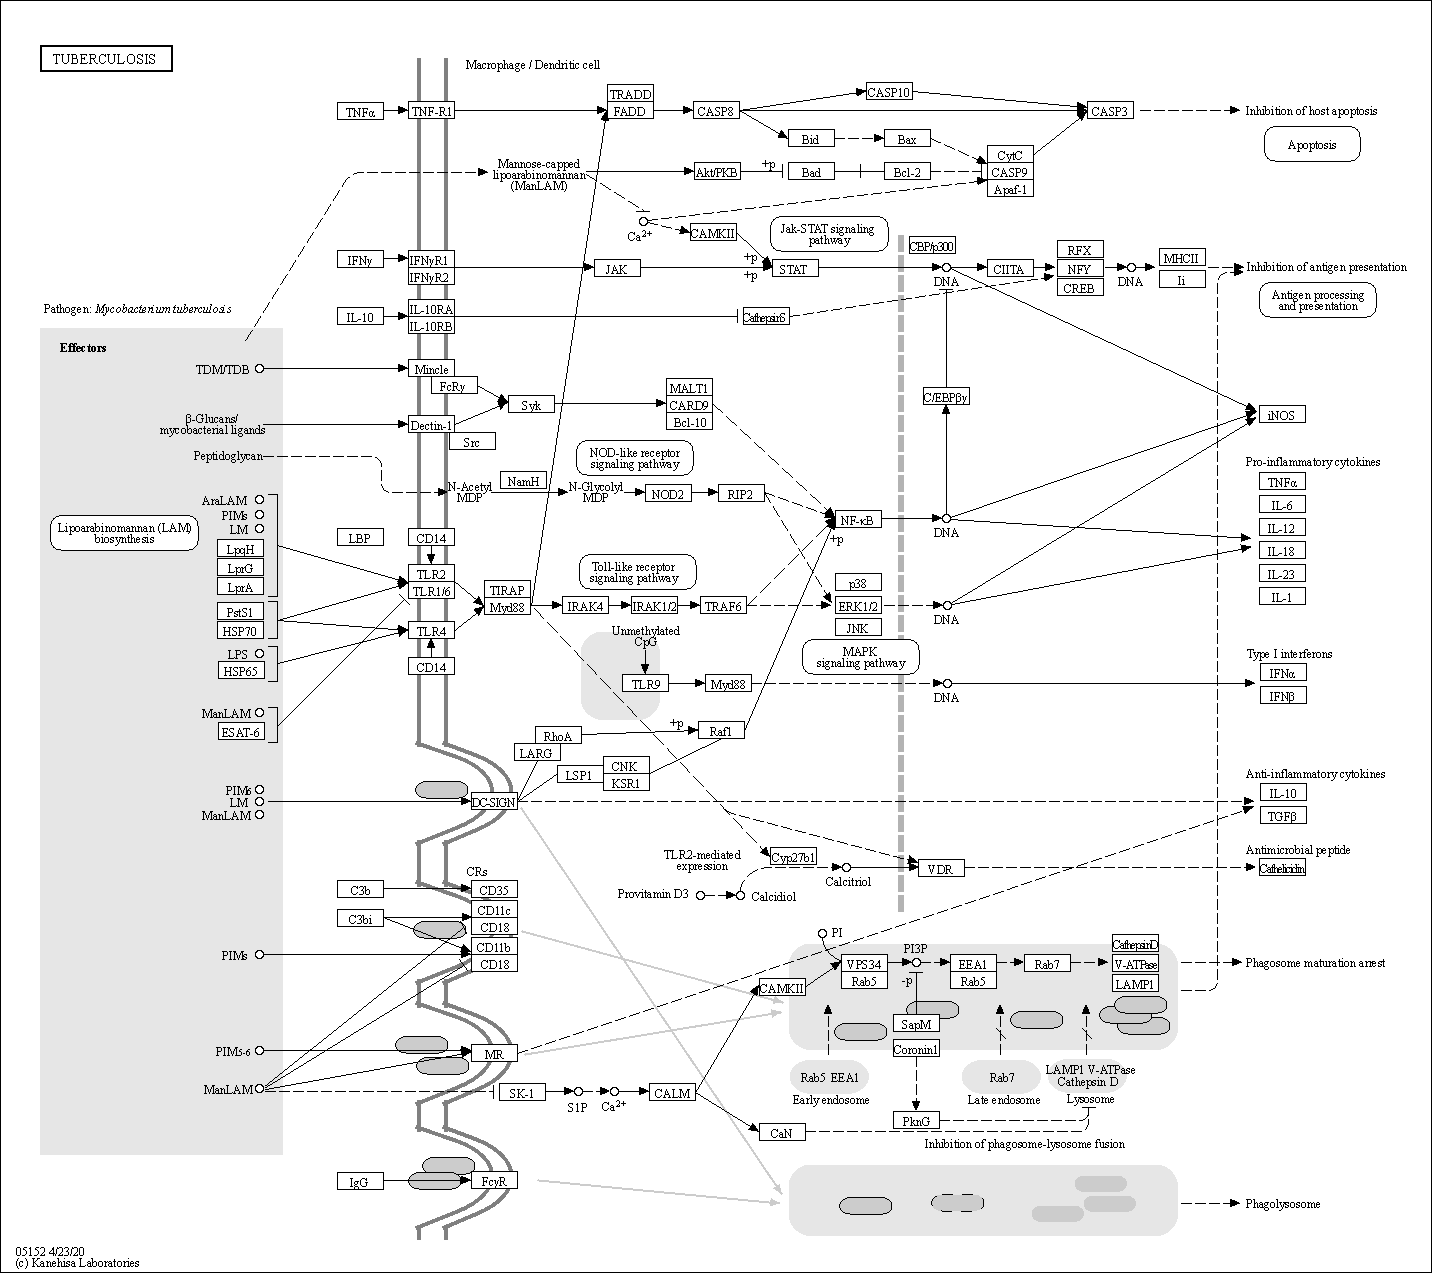 TUBERCULOSIS
Macrophage / Dendritic cell
TRADD
CASP10
TNFα
TNF-R1
FADD
CASP8
CASP3
Inhibition of host apoptosis
Bid
Bax
Apoptosis
CytC
Mannose-capped
lipoarabinomannan
(ManLAM)
Akt/PKB
+p
Bad
Bcl-2
CASP9
Apaf-1
Ca2+
CAMKII
Jak-STAT signaling
pathway
CBP/p300
RFX
IFNγ
IFNγR1
IFNγR2
JAK
+p
+p
STAT
DNA
CIITA
NFY
CREB
DNA
MHCII
Ii
Inhibition of antigen presentation
Antigen processing
and presentation
Pathogen: Mycobacterium tuberculosis
IL-10
IL-10RA
IL-10RB
CathepsinS
Effectors
TDM/TDB
Mincle
FcRγ
Syk
MALT1
CARD9
Bcl-10
C/EBPβγ
iNOS
β-Glucans/
mycobacterial ligands
Dectin-1
Src
Peptidoglycan
NOD-like receptor
signaling pathway
Pro-inflammatory cytokines
N-Acetyl
MDP
NamH
N-Glycolyl
MDP
NOD2
RIP2
TNFα
IL-6
IL-12
IL-18
IL-23
IL-1
AraLAM
PIMs
LM
LpqH
LprG
LprA
Lipoarabinomannan (LAM)
biosynthesis
LBP
CD14
NF-κB
+p
DNA
TLR2
TLR1/6
Toll-like receptor
signaling pathway
TIRAP
Myd88
IRAK4
IRAK1/2
TRAF6
p38
ERK1/2
JNK
DNA
PstS1
HSP70
TLR4
CD14
Unmethylated
CpG
MAPK
signaling pathway
LPS
HSP65
TLR9
Myd88
DNA
Type I interferons
IFNα
IFNβ
ManLAM
ESAT-6
RhoA
LARG
+p
Raf1
LSP1
CNK
KSR1
PIMs
LM
ManLAM
DC-SIGN
Anti-inflammatory cytokines
IL-10
TGFβ
TLR2-mediated
expression
Cyp27b1
VDR
Antimicrobial peptide
Cathelicidin
Provitamin D3
Calcidiol
Calcitriol
CRs
C3b
CD35
C3bi
CD11c
CD18
CD11b
CD18
PIMs
PI
VPS34
Rab5
PI3P
-p
EEA1
Rab5
Rab7
CathepsinD
V-ATPase
LAMP1
Phagosome maturation arrest
CAMKII
SapM
Coronin1
PIM5-6
MR
ManLAM
SK-1
S1P
Ca2+
CALM
Rab5 EEA1
Early endosome
Rab7
Late endosome
LAMP1 V-ATPase
Cathepsin D
Lysosome
CaN
PknG
Inhibition of phagosome-lysosome fusion
IgG
FcγR
Phagolysosome
05152 4/23/20
(c) Kanehisa Laboratories